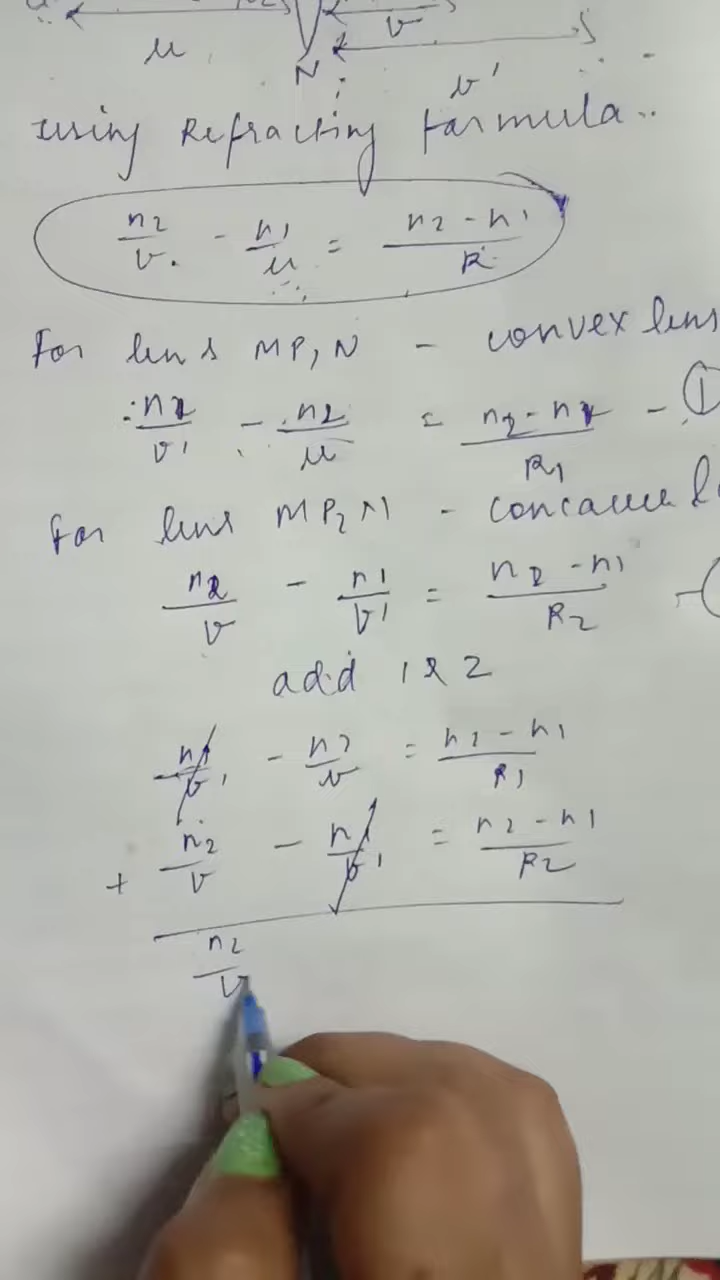 u v
N v'
using Refracting formula..
n2/v - n1/u = n2 - n1/R
For lens MP1N - convex lens
n1/v' - n2/u = n2 - n1/R1 - 1
For lens MP2N - concave
n2/v - n1/v' = n2 - n1/R2
add 1 & 2
n1/v' - n2/u = n2 - n1/R1
+ n2/v - n1/v' = n2 - n1/R2
n2/v